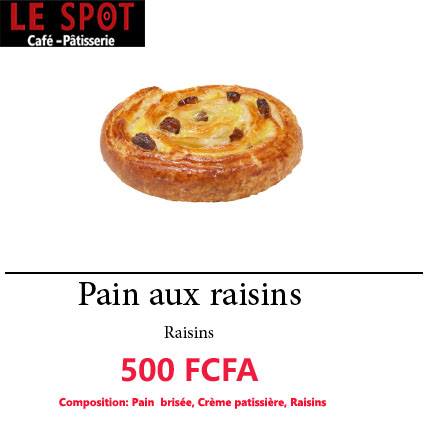 LE SPOT
Café -Pâtisserie
Pain aux raisins
Raisins
500 FCFA
Composition: Pain  brisée, Crème patissière, Raisins